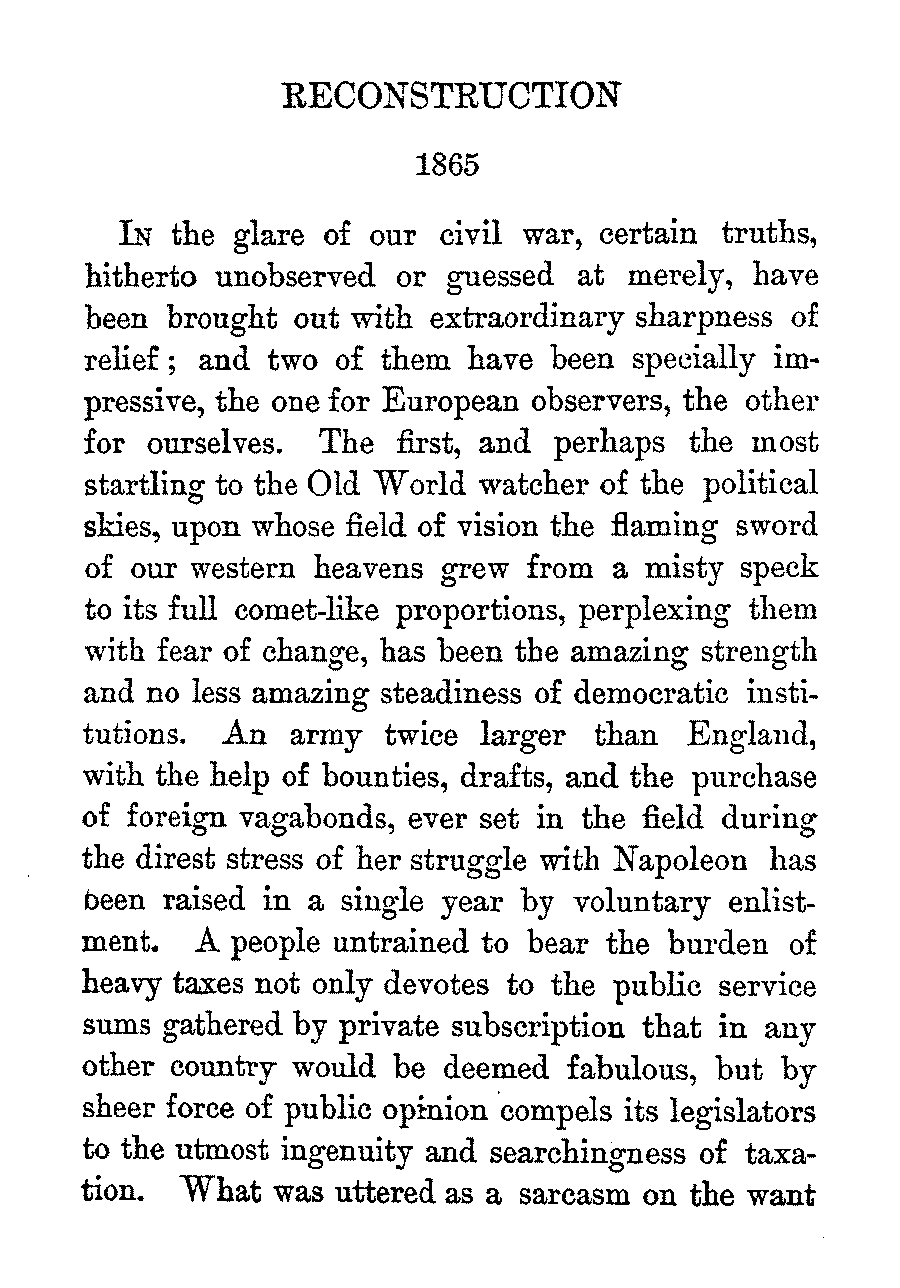 RECONSTRUCTION
1865
In the glare of our civil war, certain truths,
hitherto unobserved or guessed at merely, have
been brought out with extraordinary sharpness of
relief; and two of them have been specially im-
pressive, the one for European observers, the other
for ourselves. The first, and perhaps the most
startling to the Old World watcher of the political
skies, upon whose field of vision the flaming sword
of our western heavens grew from a misty speck
to its full comet-like proportions, perplexing them
with fear of change, has been the amazing strength
and no less amazing steadiness of democratic insti-
tutions. An army twice larger than England,
with the help of bounties, drafts, and the purchase
of foreign vagabonds, ever set in the field during
the direst stress of her struggle with Napoleon has
been raised in a single year by voluntary enlist-
ment. A people untrained to bear the burden of
heavy taxes not only devotes to the public service
sums gathered by private subscription that in any
other country would be deemed fabulous, but by
sheer force of public opinion compels its legislators
to the utmost ingenuity and searchingness of taxa-
tion. What was uttered as a sarcasm on the want